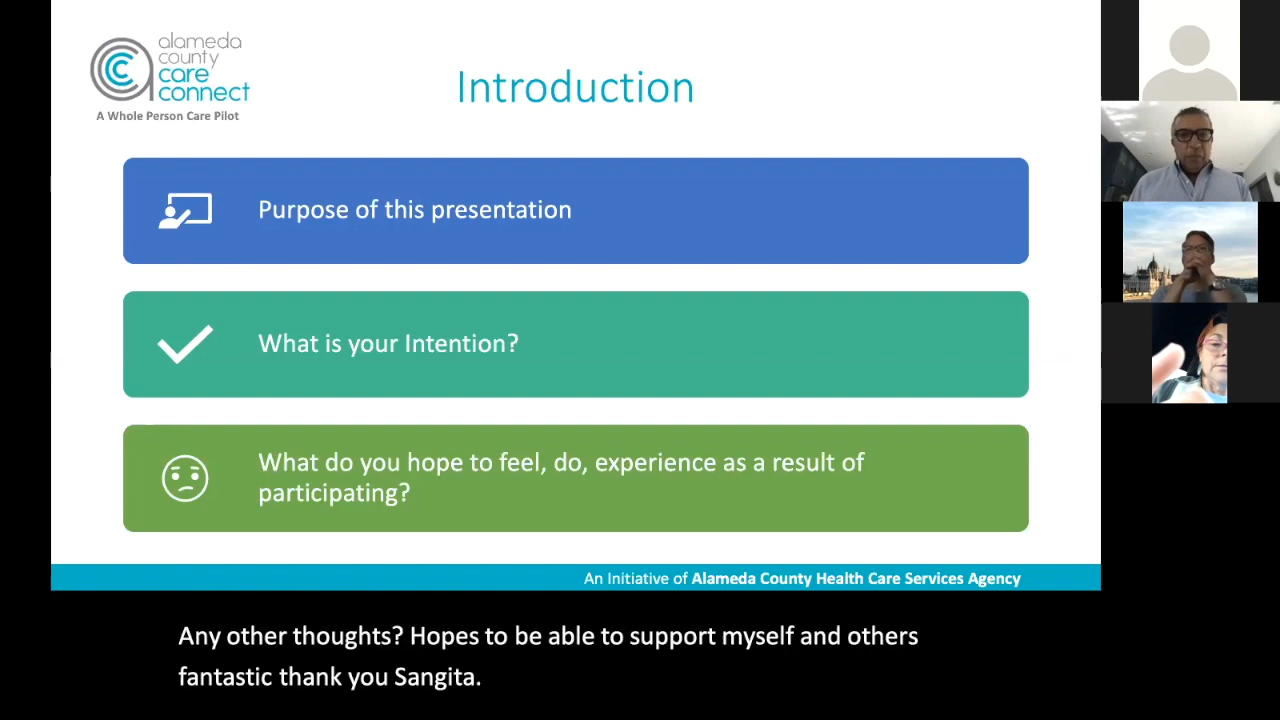 alameda
county
care
connect
A Whole Person Care Pilot
Introduction
Purpose of this presentation
What is your Intention?
What do you hope to feel, do, experience as a result of
participating?
An Initiative of Alameda County Health Care Services Agency
Any other thoughts? Hopes to be able to support myself and others
fantastic thank you Sangita.